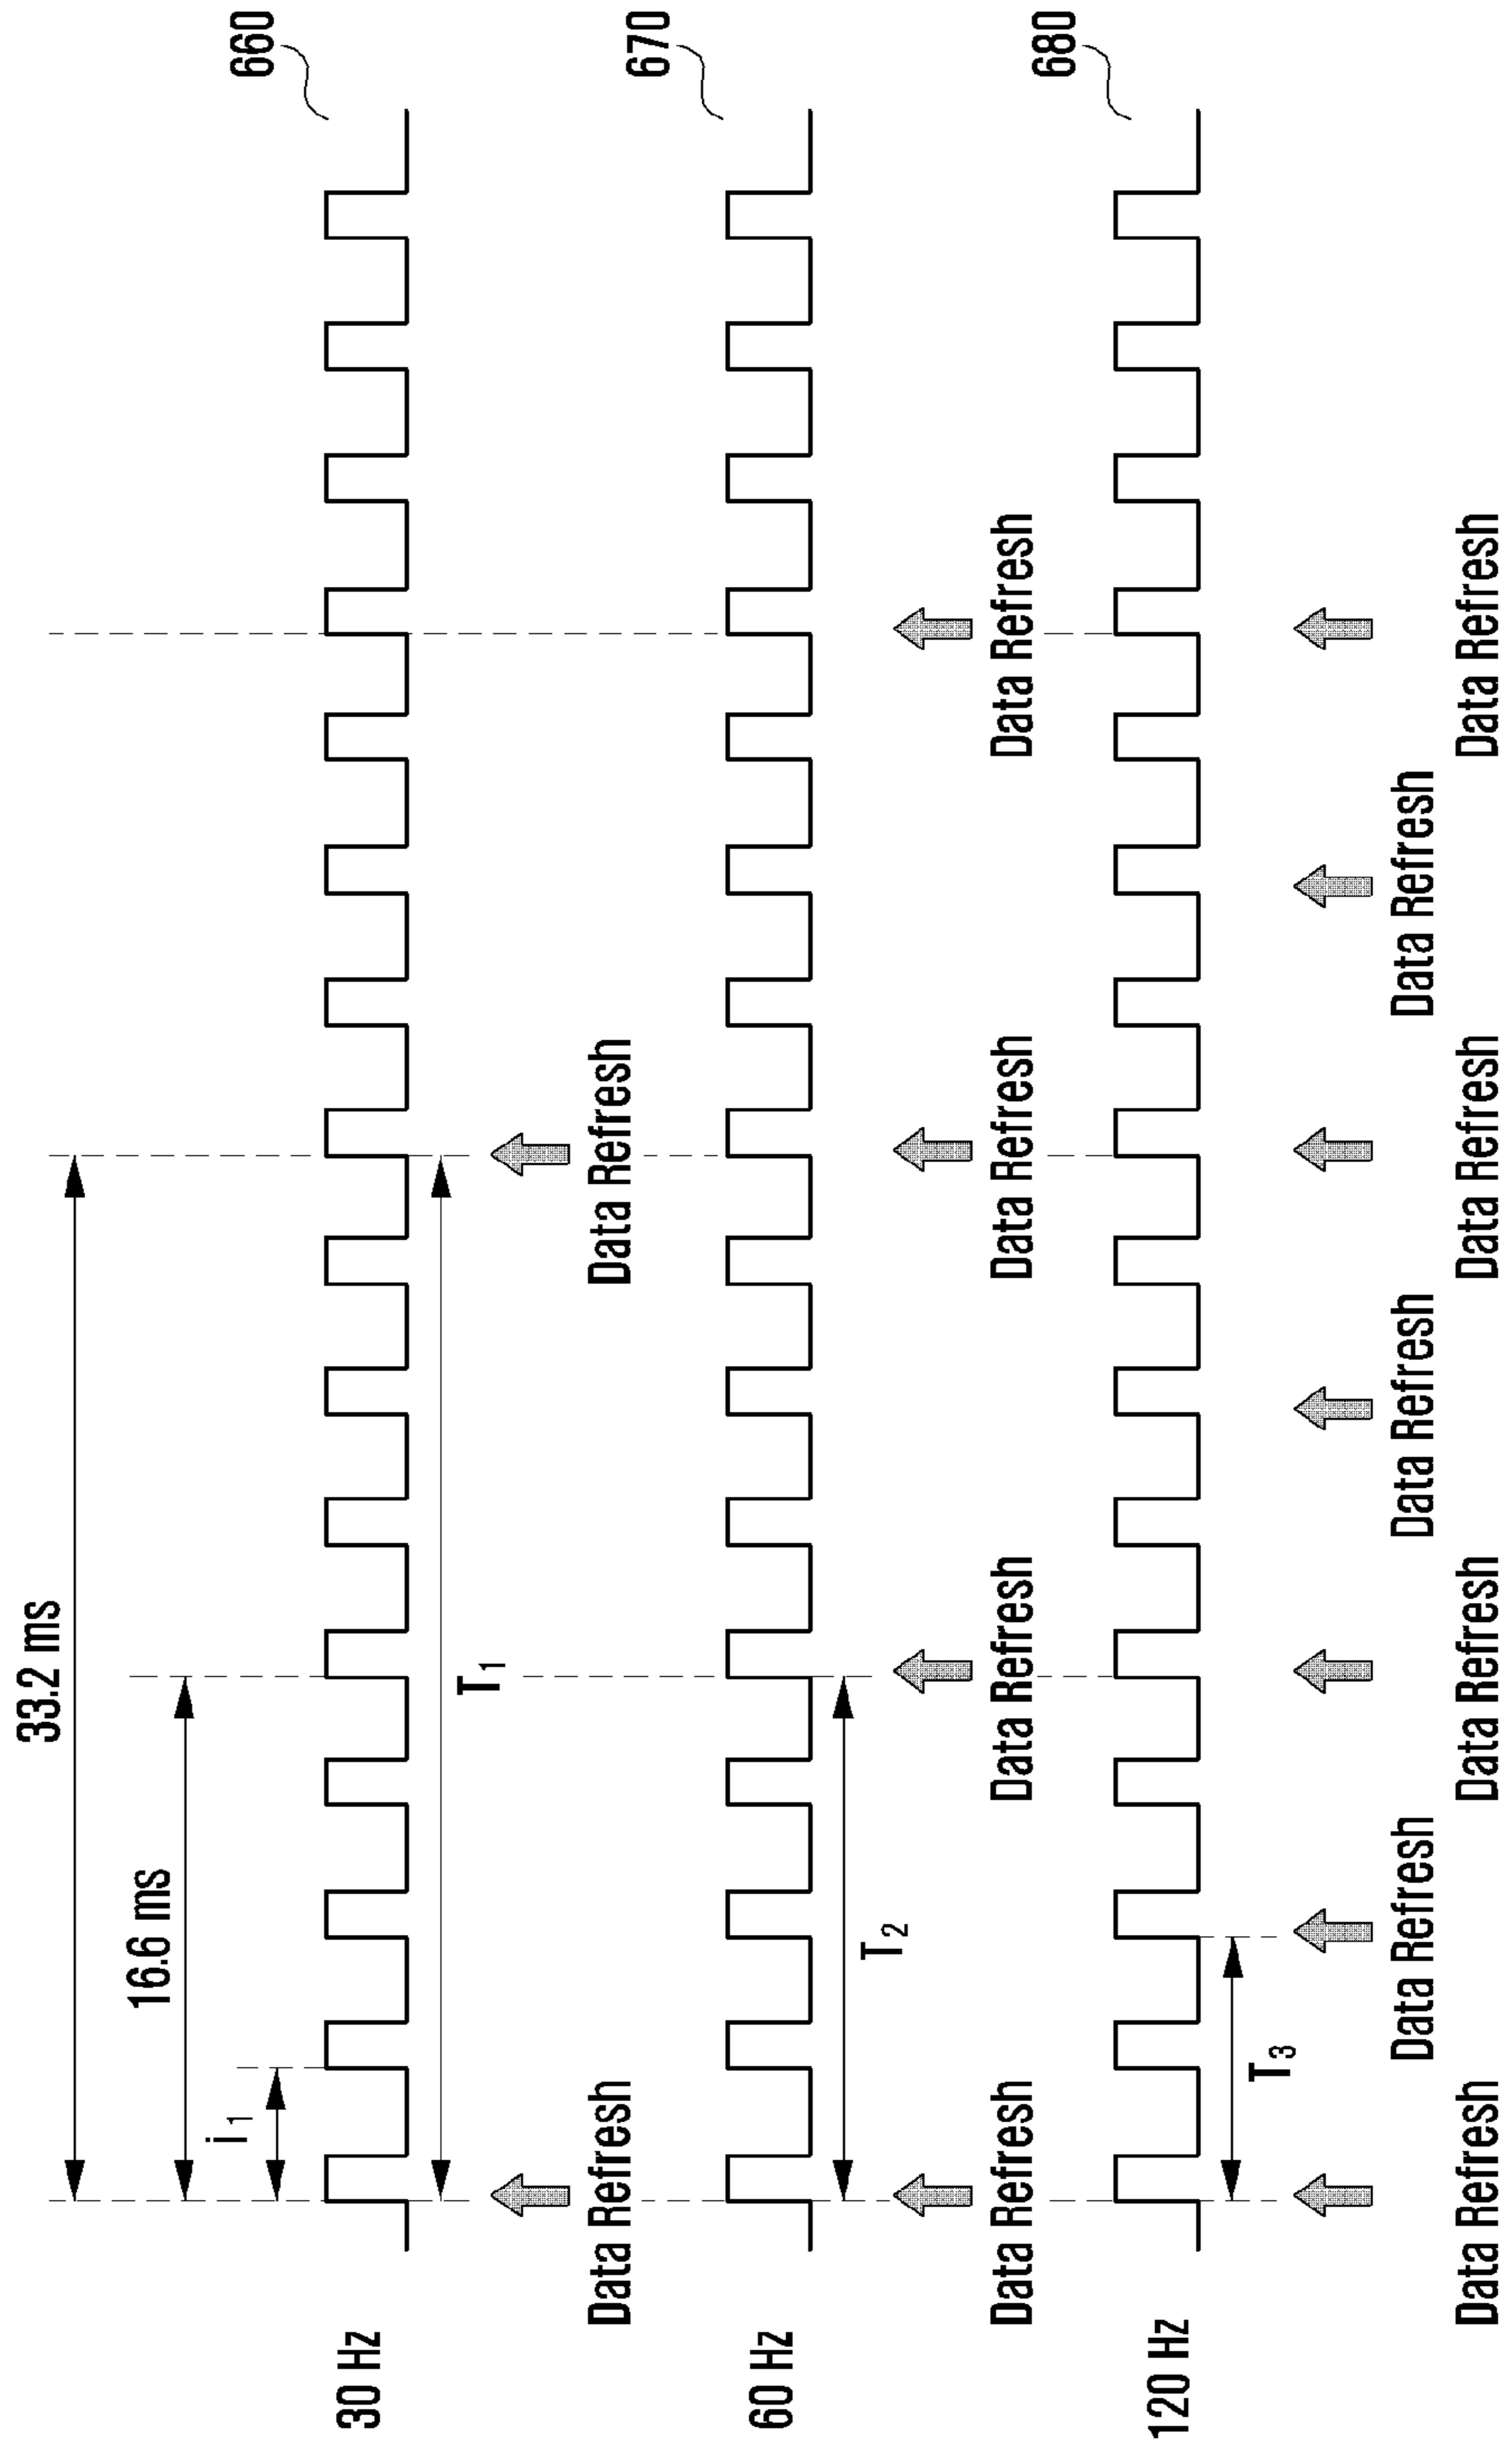 33.2 ms
16.6 ms
i1
30 Hz
660
T1
Data Refresh
Data Refresh
60 Hz
670
T2
Data Refresh
Data Refresh
Data Refresh
Data Refresh
120 Hz
680
T3
Data Refresh
Data Refresh
Data Refresh
Data Refresh
Data Refresh
Data Refresh
Data Refresh